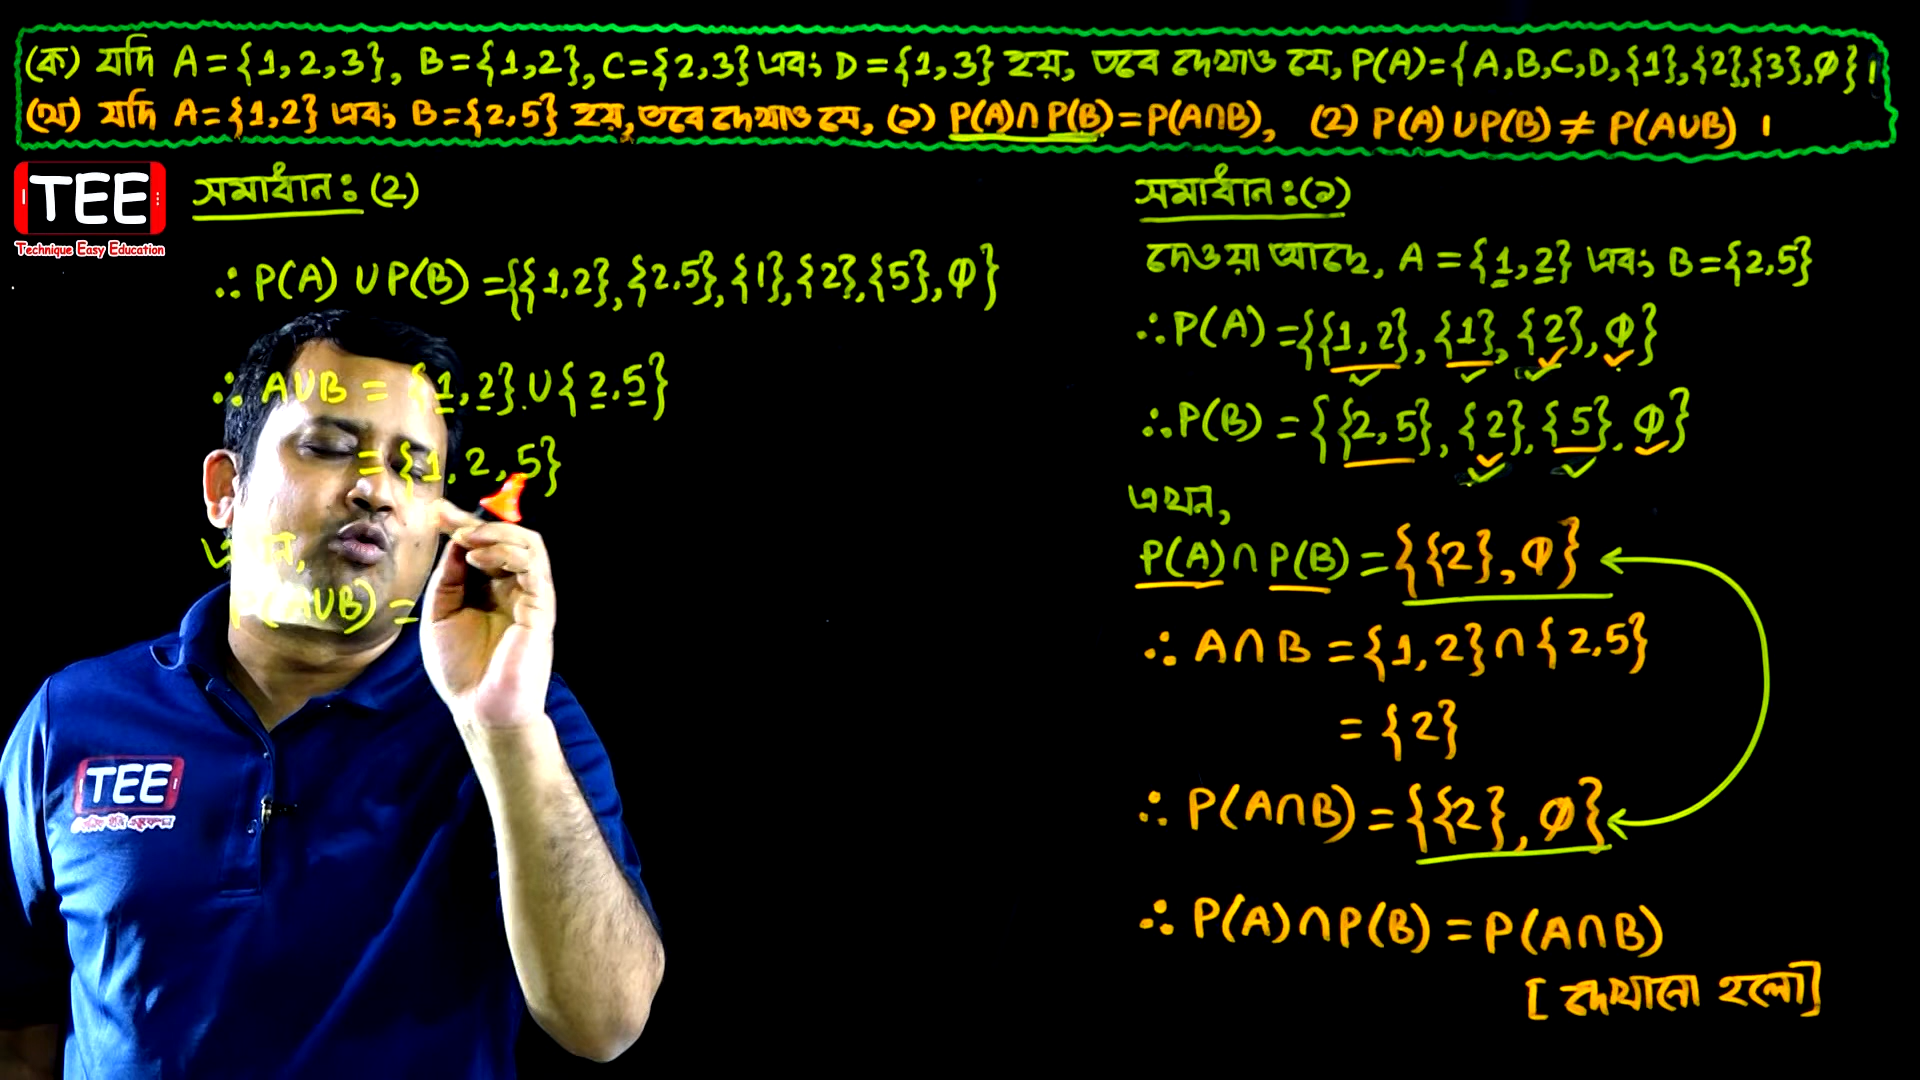 (ক) যদি A={1,2,3}, B={1,2}, C={2,3} এবং D={1,3} হয়, তবে দেখাও যে, P(A)={A,B,C,D,{1},{2},{3},Φ}।
(খ) যদি A={1,2} এবং B={2,5} হয়, তবে দেখাও যে, (১) P(A)∩P(B)=P(A∩B), (2) P(A)∪P(B)≠P(A∪B)।
TEE
Technique Easy Education
সমাধান: (২)
∴ P(A)∪P(B)={{1,2},{2,5},{1},{2},{5},Φ}
∴ A∪B = {1,2}∪{2,5}
={1,2,5}
এখন,
P(A∪B)=
TEE
সমাধান:(১)
দেওয়া আছে, A={1,2} এবং B={2,5}
∴P(A)={{1,2},{1},{2},Φ}
∴P(B)={{2,5},{2},{5},Φ}
এখন,
P(A)∩P(B)={{2},Φ}
∴ A∩B={1,2}∩{2,5}
={2}
∴ P(A∩B)={{2},Φ}
∴ P(A)∩P(B)=P(A∩B)
[দেখানো হলো]